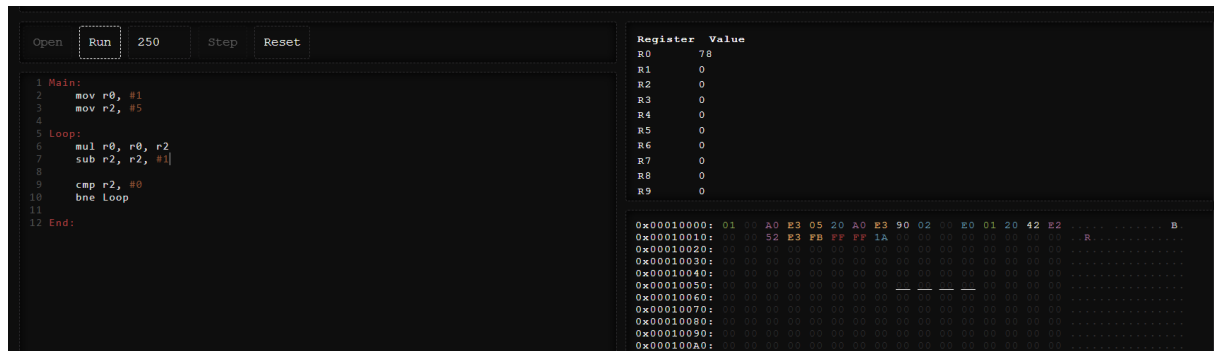 Open Run 250 Step Reset
1 Main:
2 mov r0, #1
3 mov r2, #5
4
5 Loop:
6 mul r0, r0, r2
7 sub r2, r2, #1
8
9 cmp r2, #0
10 bne Loop
11
12 End:
Register Value
R0 78
R1 0
R2 0
R3 0
R4 0
R5 0
R6 0
R7 0
R8 0
R9 0
0x00010000: 01 00 A0 E3 05 20 A0 E3 90 02 00 E0 01 20 42 E2 ..... ....... B.
0x00010010: 00 00 52 E3 FB FF FF 1A 00 00 00 00 00 00 00 00 ..R.............
0x00010020: 00 00 00 00 00 00 00 00 00 00 00 00 00 00 00 00 ................
0x00010030: 00 00 00 00 00 00 00 00 00 00 00 00 00 00 00 00 ................
0x00010040: 00 00 00 00 00 00 00 00 00 00 00 00 00 00 00 00 ................
0x00010050: 00 00 00 00 00 00 00 00 00 00 00 00 00 00 00 00 ................
0x00010060: 00 00 00 00 00 00 00 00 00 00 00 00 00 00 00 00 ................
0x00010070: 00 00 00 00 00 00 00 00 00 00 00 00 00 00 00 00 ................
0x00010080: 00 00 00 00 00 00 00 00 00 00 00 00 00 00 00 00 ................
0x00010090: 00 00 00 00 00 00 00 00 00 00 00 00 00 00 00 00 ................
0x000100A0: 00 00 00 00 00 00 00 00 00 00 00 00 00 00 00 00 ................